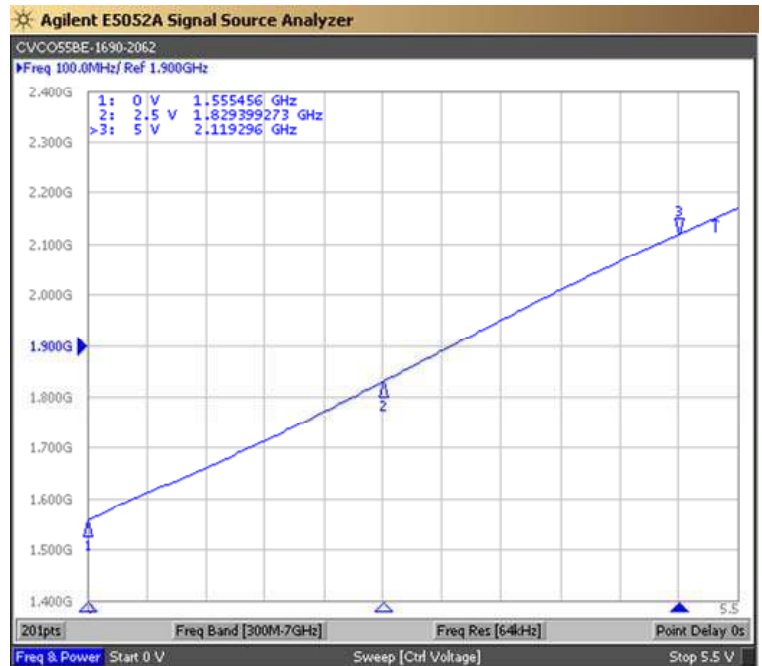 Agilent E5052A Signal Source Analyzer
CVCO55BE-1690-2062
▶Freq 100.0MHz/ Ref 1.900GHz
2.400G
1: 0 V 1.555456 GHz
2: 2.5 V 1.829399273 GHz
>3: 5 V 2.119296 GHz
2.300G
2.200G
3
2.100G
2.000G
1.900G
1.800G
2
1.700G
1.600G
1
1.500G
1.400G
5.5
201pts Freq Band [300M-7GHz] Freq Res [64kHz] Point Delay 0s
Freq & Power Start 0 V Sweep [Ctrl Voltage] Stop 5.5 V